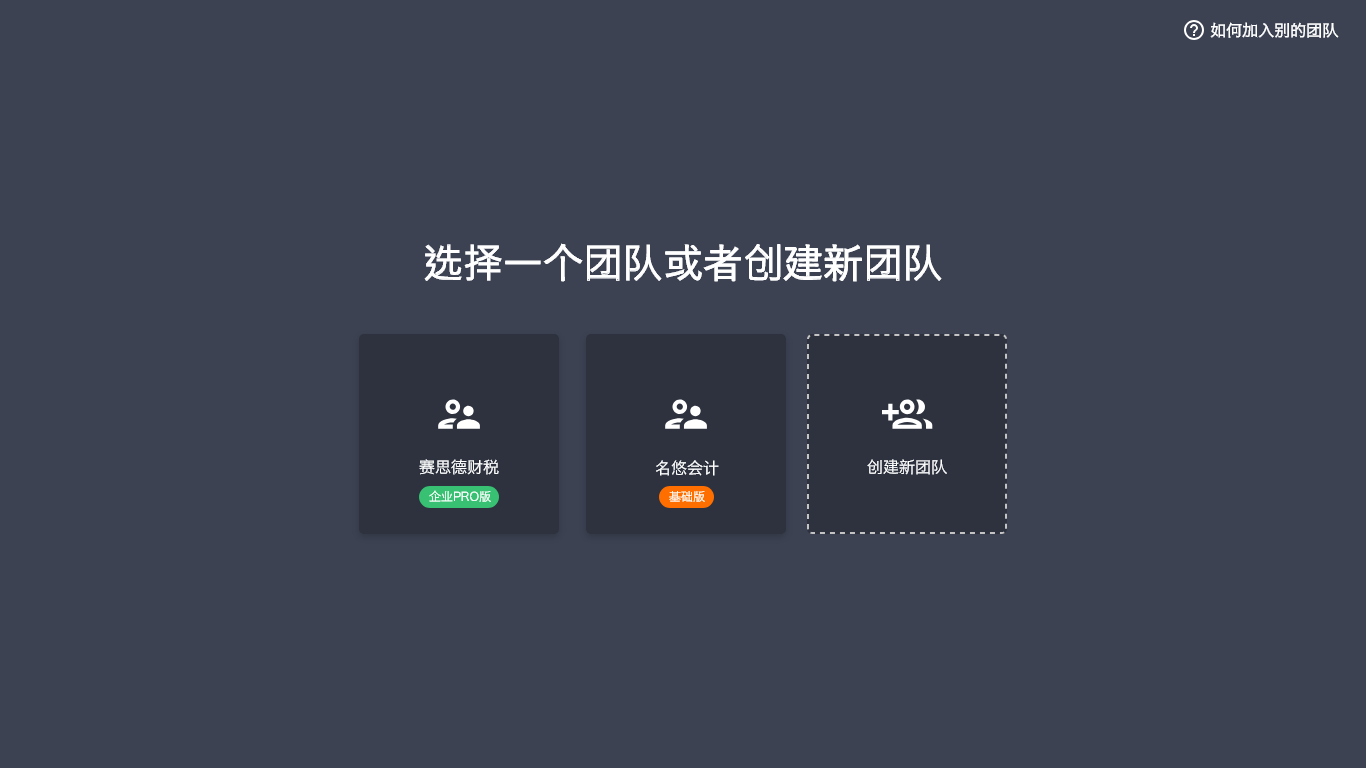 如何加入别的团队
选择一个团队或者创建新团队
赛思德财税
企业PRO版
名悠会计
基础版
创建新团队